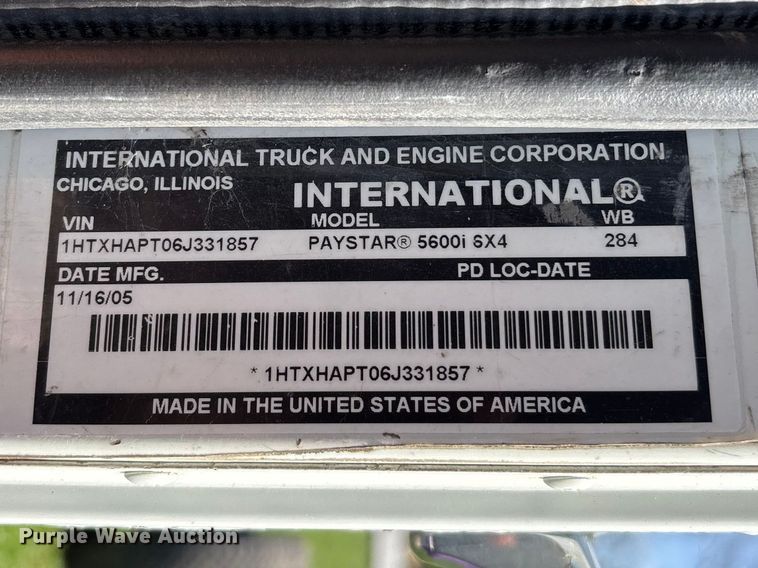 INTERNATIONAL TRUCK AND ENGINE CORPORATION
CHICAGO, ILLINOIS
INTERNATIONAL®
VIN MODEL WB
1HTXHAPT06J331857 PAYSTAR® 5600i SX4 284
DATE MFG. PD LOC-DATE
11/16/05
* 1HTXHAPT06J331857 *
MADE IN THE UNITED STATES OF AMERICA
Purple Wave Auction